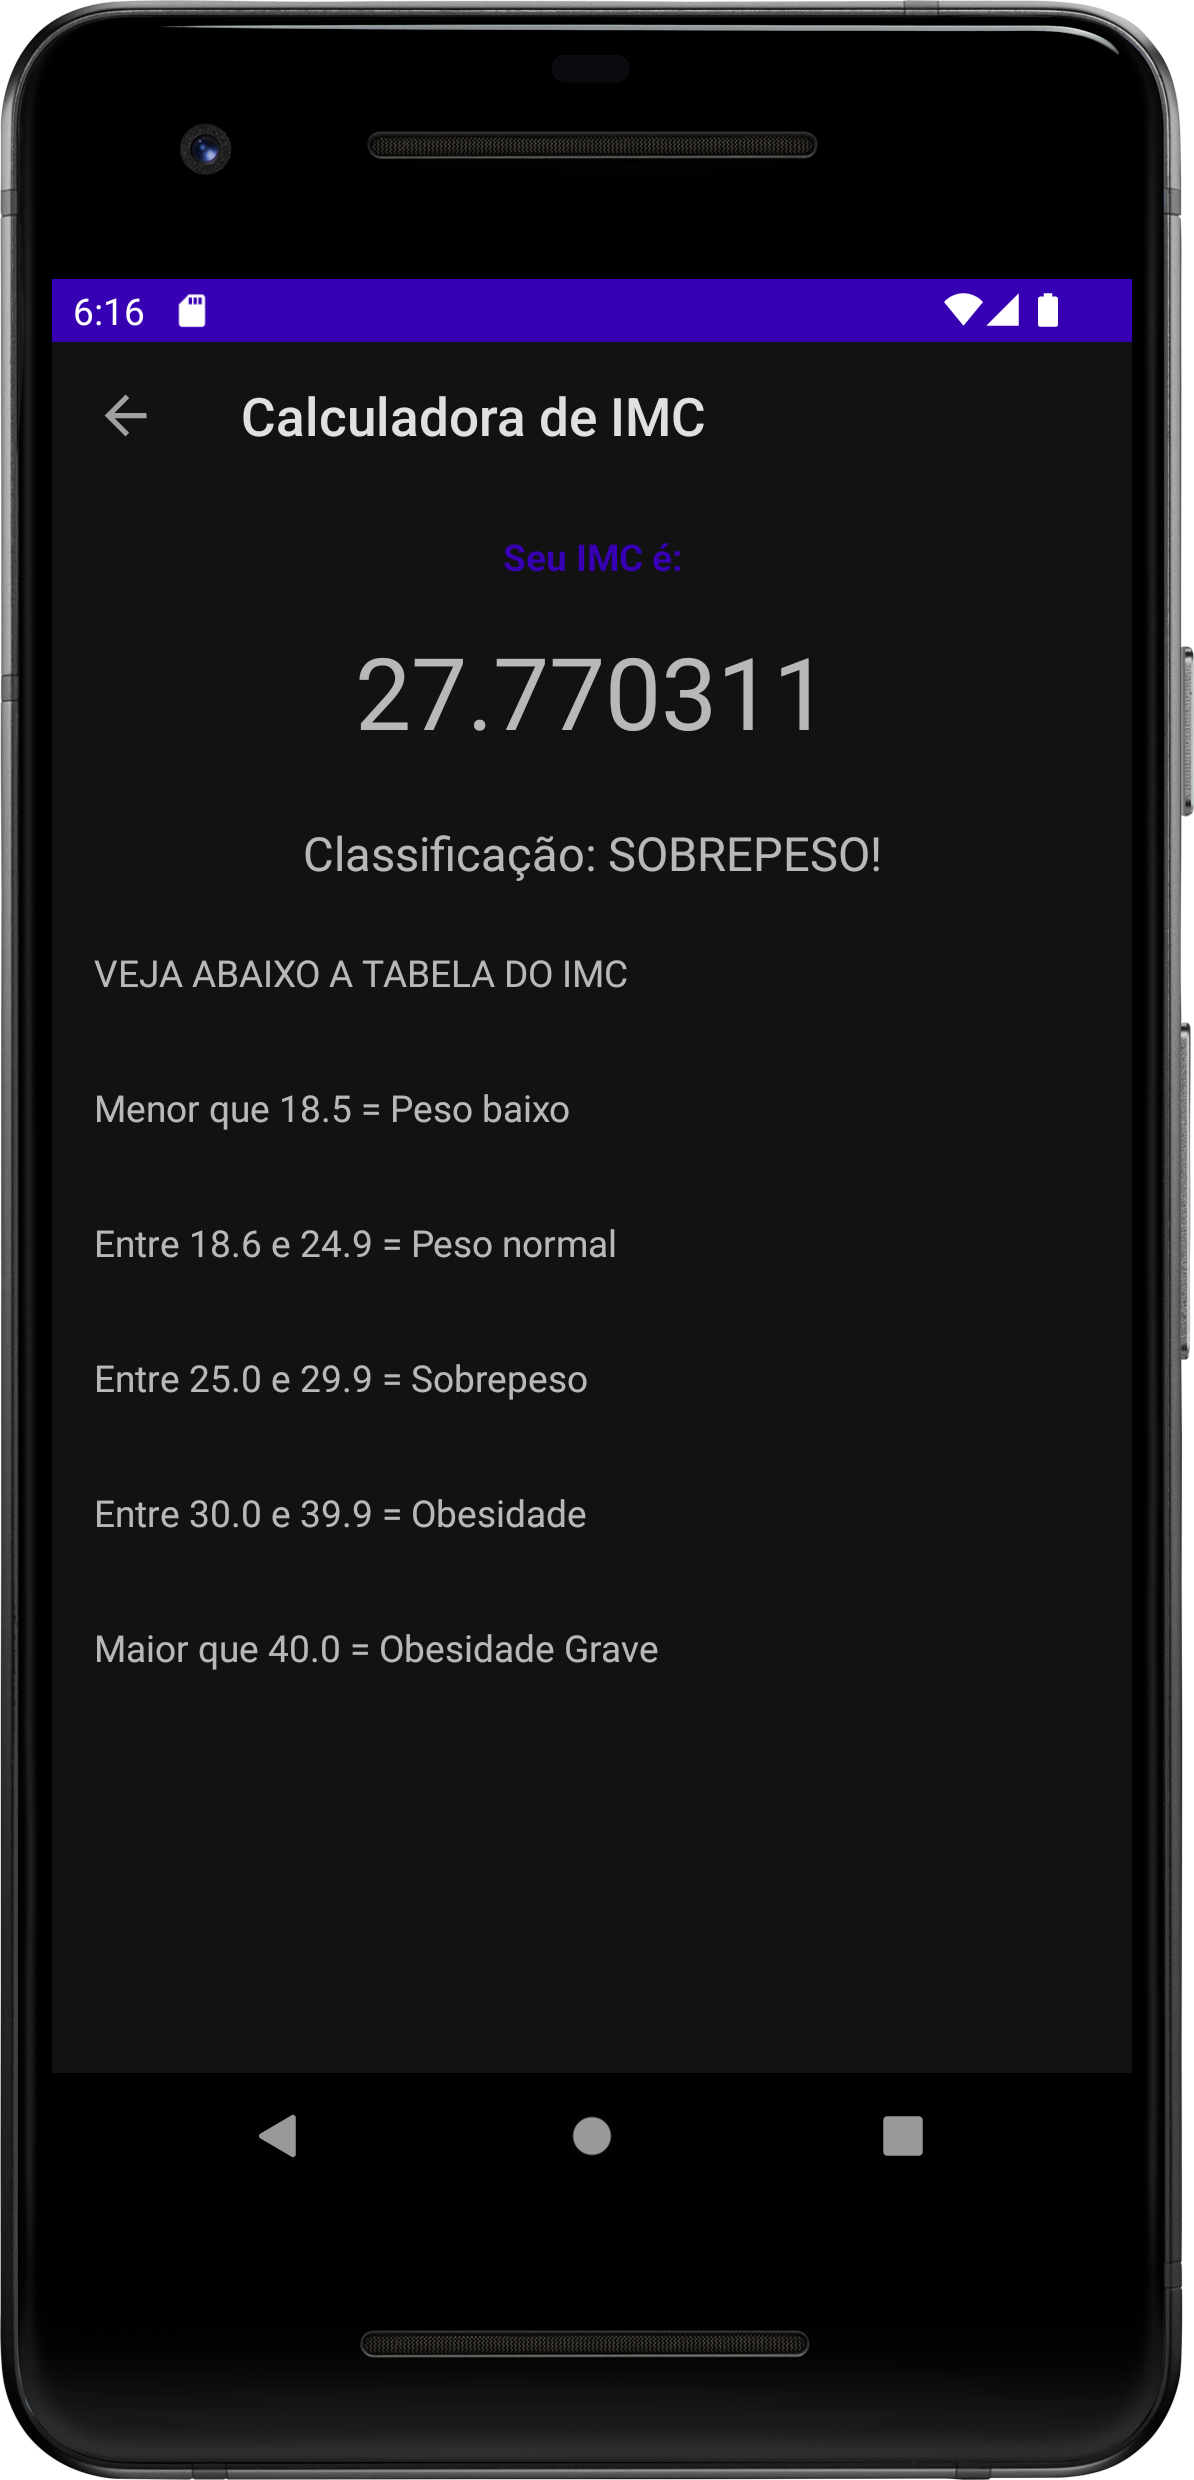 6:16
Calculadora de IMC
Seu IMC é:
27.770311
Classificação: SOBREPESO!
VEJA ABAIXO A TABELA DO IMC
Menor que 18.5 = Peso baixo
Entre 18.6 e 24.9 = Peso normal
Entre 25.0 e 29.9 = Sobrepeso
Entre 30.0 e 39.9 = Obesidade
Maior que 40.0 = Obesidade Grave